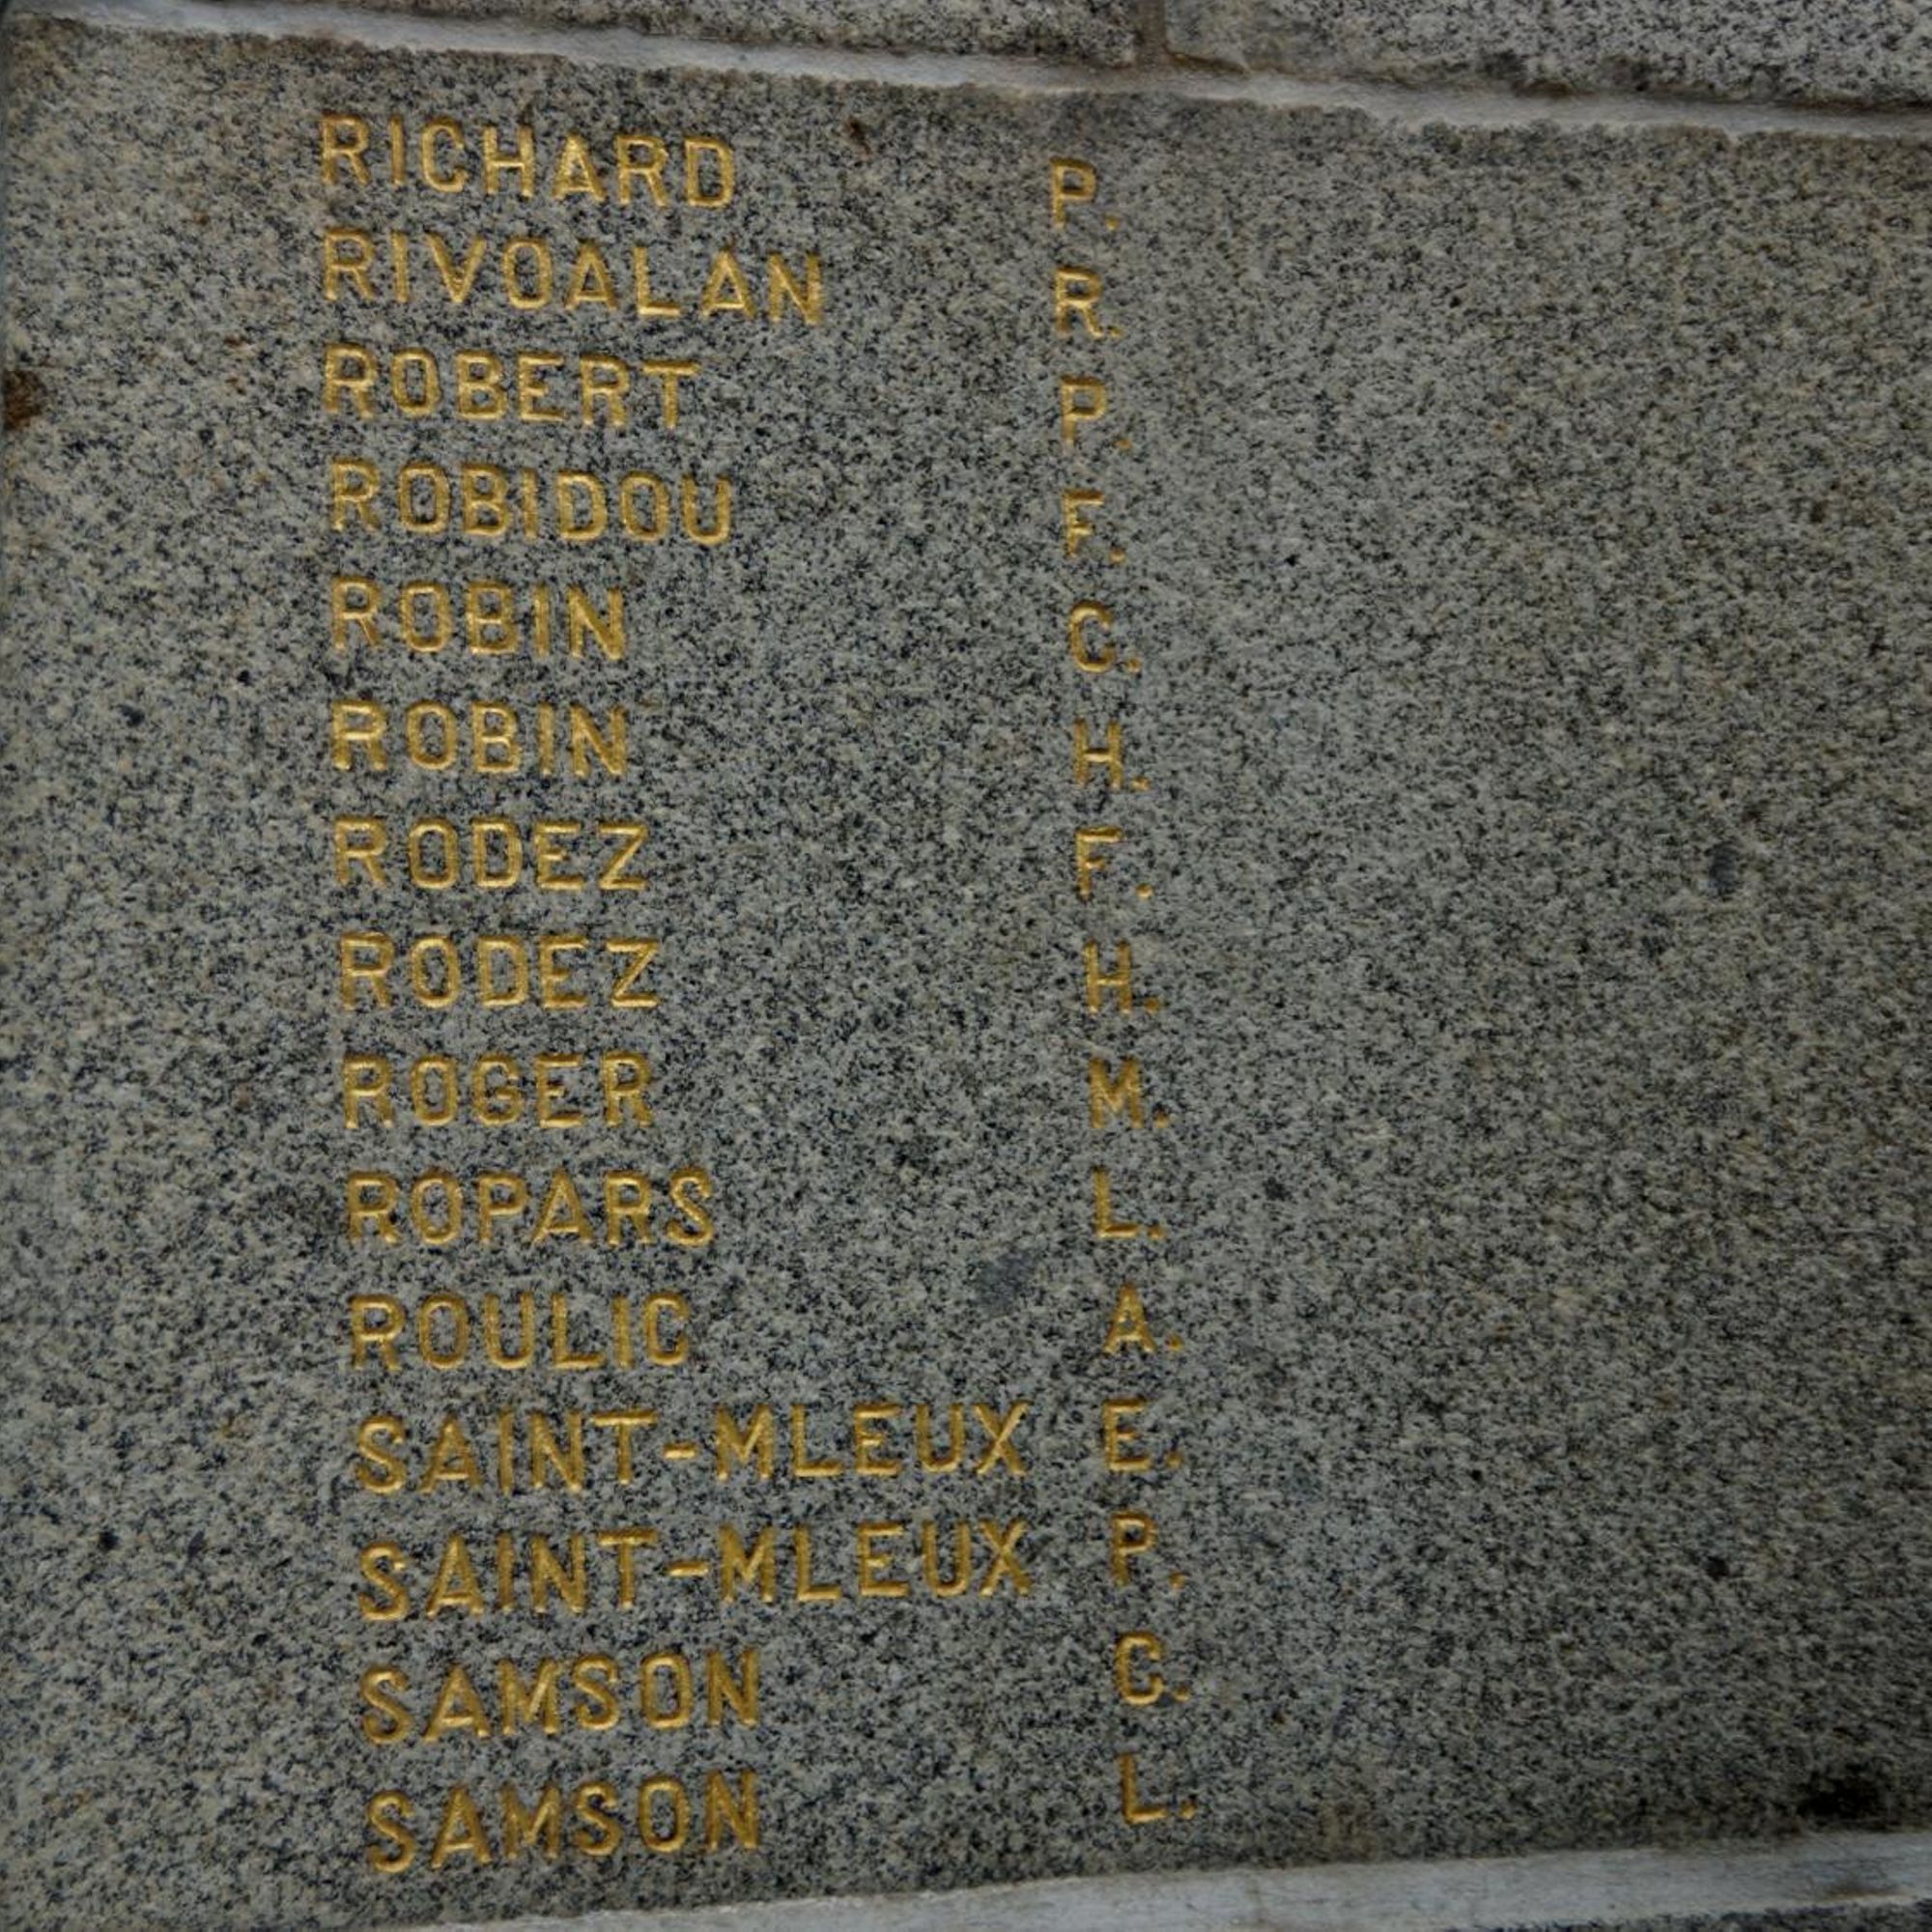 RICHARD P.
RIVOALAN R.
ROBERT P.
ROBIDOU F.
ROBIN C.
ROBIN H.
RODEZ F.
RODEZ H.
ROGER M.
ROPARS L.
ROULIC A.
SAINT-MLEUX E.
SAINT-MLEUX P.
SAMSON C.
SAMSON L.